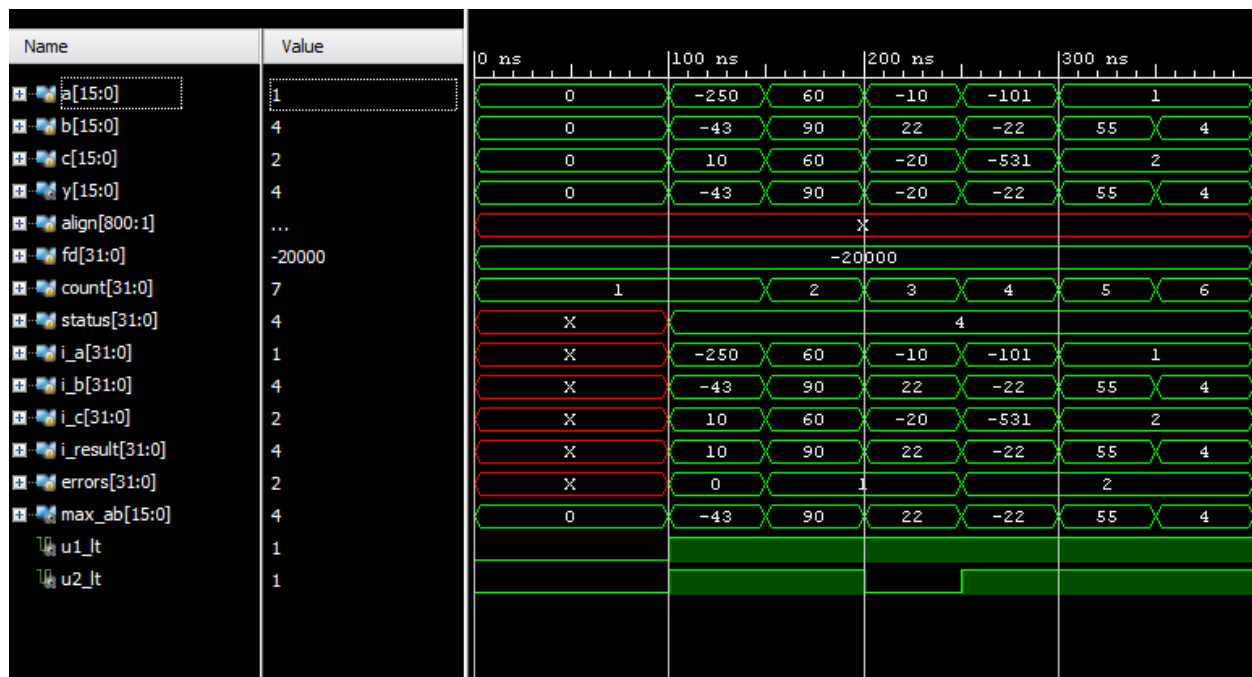 Name Value 0 ns 100 ns 200 ns 300 ns
a[15:0] 1 0 -250 60 -10 -101 1
b[15:0] 4 0 -43 90 22 -22 55 4
c[15:0] 2 0 10 60 -20 -531 2
y[15:0] 4 0 -43 90 -20 -22 55 4
align[800:1] ... X
fd[31:0] -20000 -20000
count[31:0] 7 1 2 3 4 5 6
status[31:0] 4 X 4
i_a[31:0] 1 X -250 60 -10 -101 1
i_b[31:0] 4 X -43 90 22 -22 55 4
i_c[31:0] 2 X 10 60 -20 -531 2
i_result[31:0] 4 X 10 90 22 -22 55 4
errors[31:0] 2 X 0 1 2
max_ab[15:0] 4 0 -43 90 22 -22 55 4
u1_lt 1
u2_lt 1